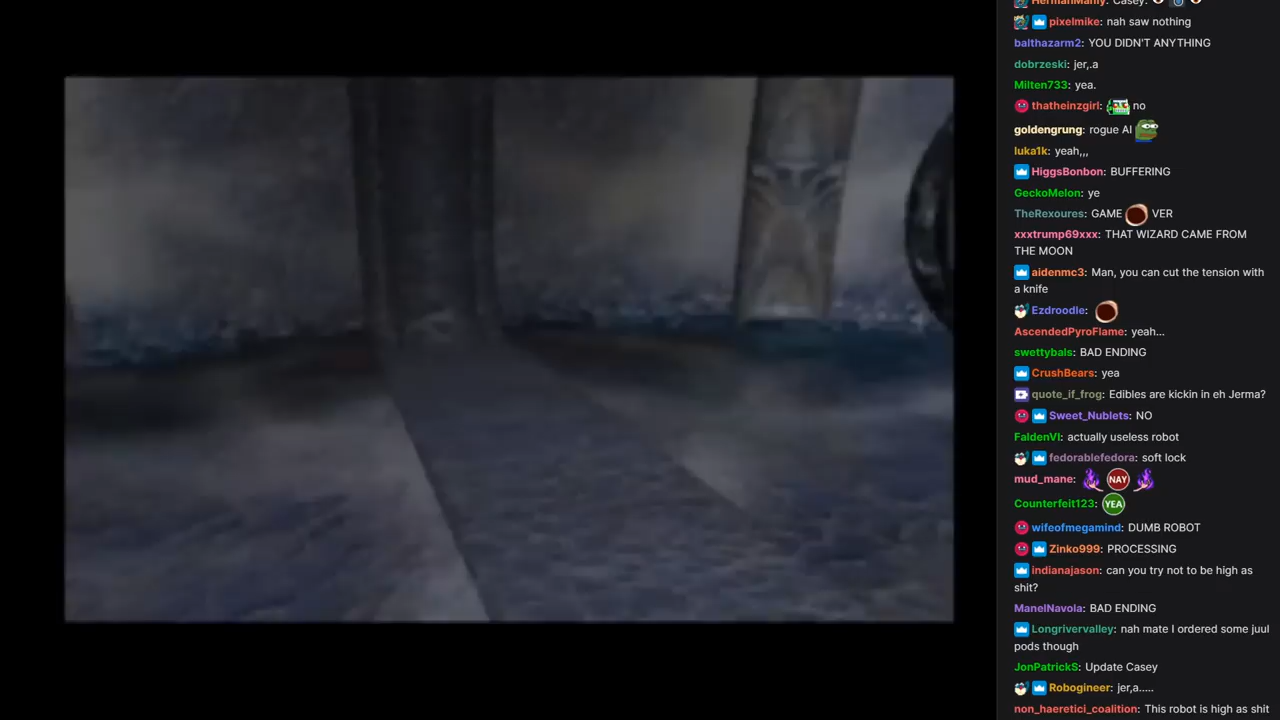 HermanManly: Casey:
pixelmike: nah saw nothing
balthazarm2: YOU DIDN'T ANYTHING
dobrzeski: jer,.a
Milten733: yea.
thatheinzgirl: no
goldengrung: rogue AI
luka1k: yeah,,,
HiggsBonbon: BUFFERING
GeckoMelon: ye
TheRexoures: GAME VER
xxxtrump69xxx: THAT WIZARD CAME FROM
THE MOON
aidenmc3: Man, you can cut the tension with
a knife
Ezdroodle:
AscendedPyroFlame: yeah...
swettybals: BAD ENDING
CrushBears: yea
quote_if_frog: Edibles are kickin in eh Jerma?
Sweet_Nublets: NO
FaldenVI: actually useless robot
fedorablefedora: soft lock
mud_mane: NAY
Counterfeit123: YEA
wifeofmegamind: DUMB ROBOT
Zinko999: PROCESSING
indianajason: can you try not to be high as
shit?
ManelNavola: BAD ENDING
Longrivervalley: nah mate I ordered some juul
pods though
JonPatrickS: Update Casey
Robogineer: jer,a.....
non_haeretici_coalition: This robot is high as shit